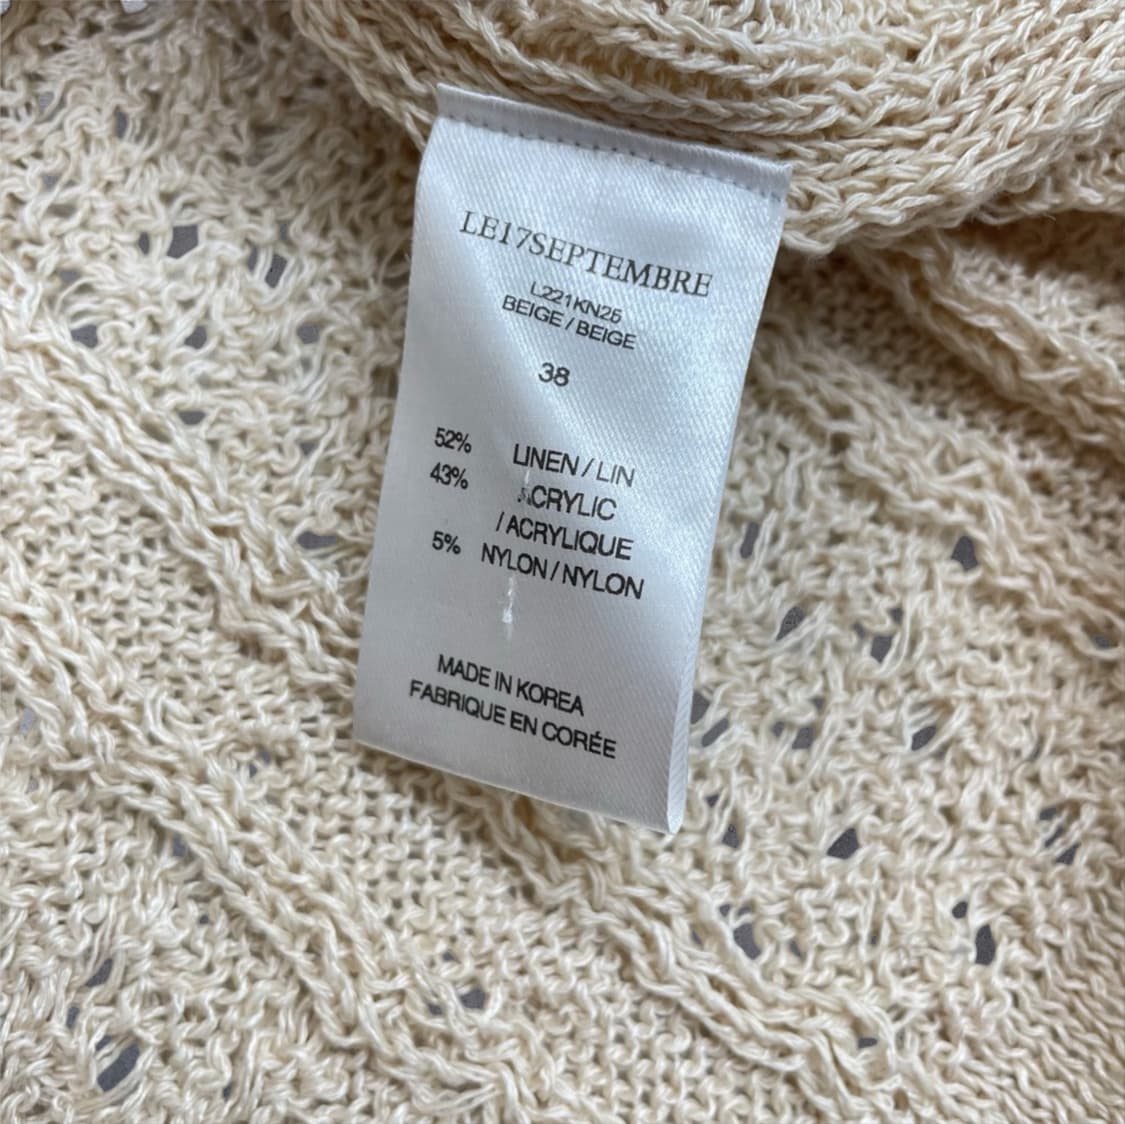 LE17SEPTEMBRE
L221KN25
BEIGE / BEIGE
38
52% LINEN / LIN
43% ACRYLIC
/ ACRYLIQUE
5% NYLON / NYLON
MADE IN KOREA
FABRIQUE EN CORÉE